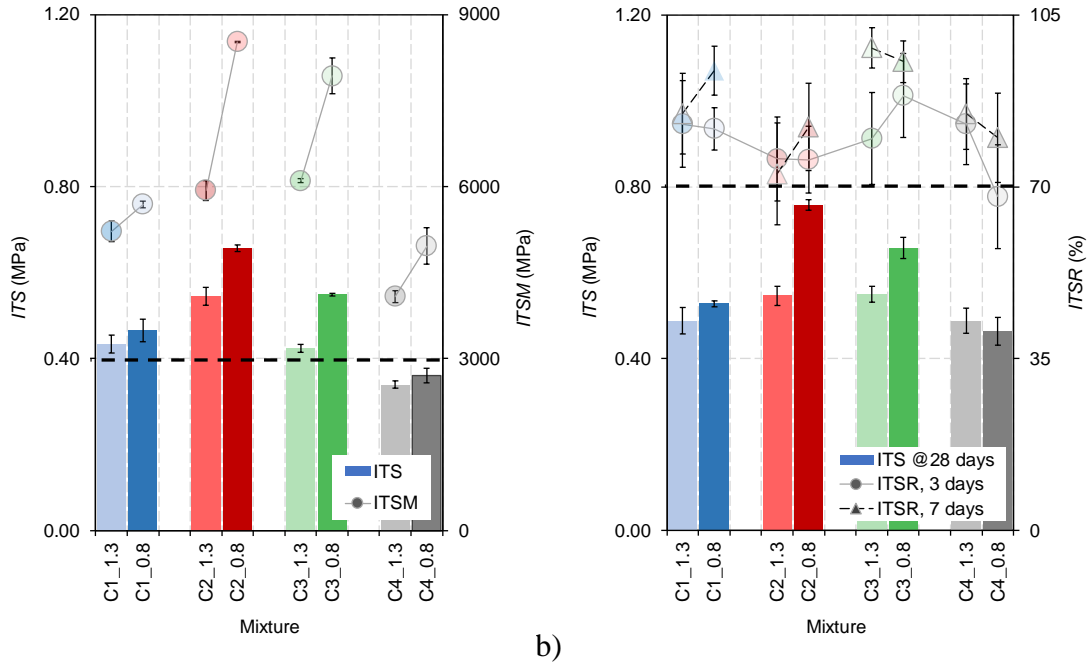 1.20
0.80
0.40
0.00
ITS (MPa)
9000
6000
3000
0
ITSM (MPa)
ITS
ITSM
C1_1.3
C1_0.8
C2_1.3
C2_0.8
C3_1.3
C3_0.8
C4_1.3
C4_0.8
Mixture
1.20
0.80
0.40
0.00
ITS (MPa)
105
70
35
0
ITSR (%)
ITS @28 days
ITSR, 3 days
ITSR, 7 days
C1_1.3
C1_0.8
C2_1.3
C2_0.8
C3_1.3
C3_0.8
C4_1.3
C4_0.8
Mixture
b)